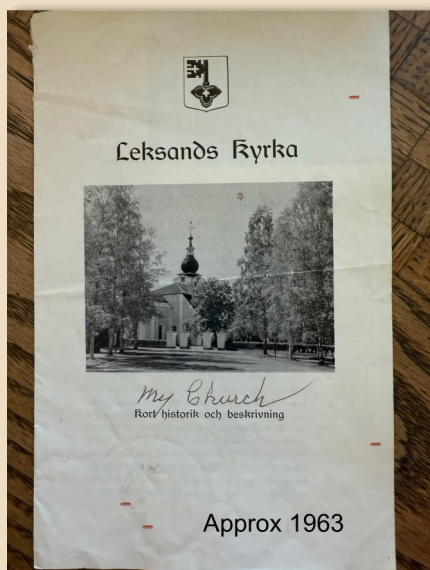 Leksands Kyrka
My Church
Kort historik och beskrivning
Approx 1963